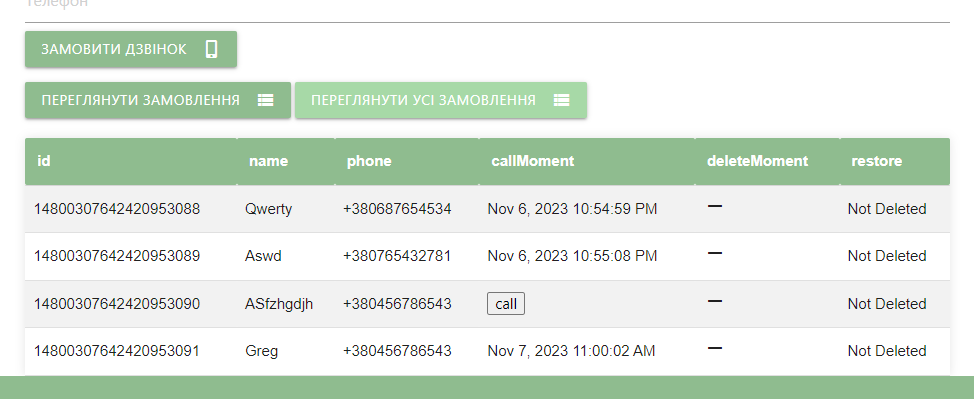 Телефон
ЗАМОВИТИ ДЗВІНОК
ПЕРЕГЛЯНУТИ ЗАМОВЛЕННЯ ПЕРЕГЛЯНУТИ УСІ ЗАМОВЛЕННЯ
id name phone callMoment deleteMoment restore
14800307642420953088 Qwerty +380687654534 Nov 6, 2023 10:54:59 PM — Not Deleted
14800307642420953089 Aswd +380765432781 Nov 6, 2023 10:55:08 PM — Not Deleted
14800307642420953090 ASfzhgdjh +380456786543 call — Not Deleted
14800307642420953091 Greg +380456786543 Nov 7, 2023 11:00:02 AM — Not Deleted